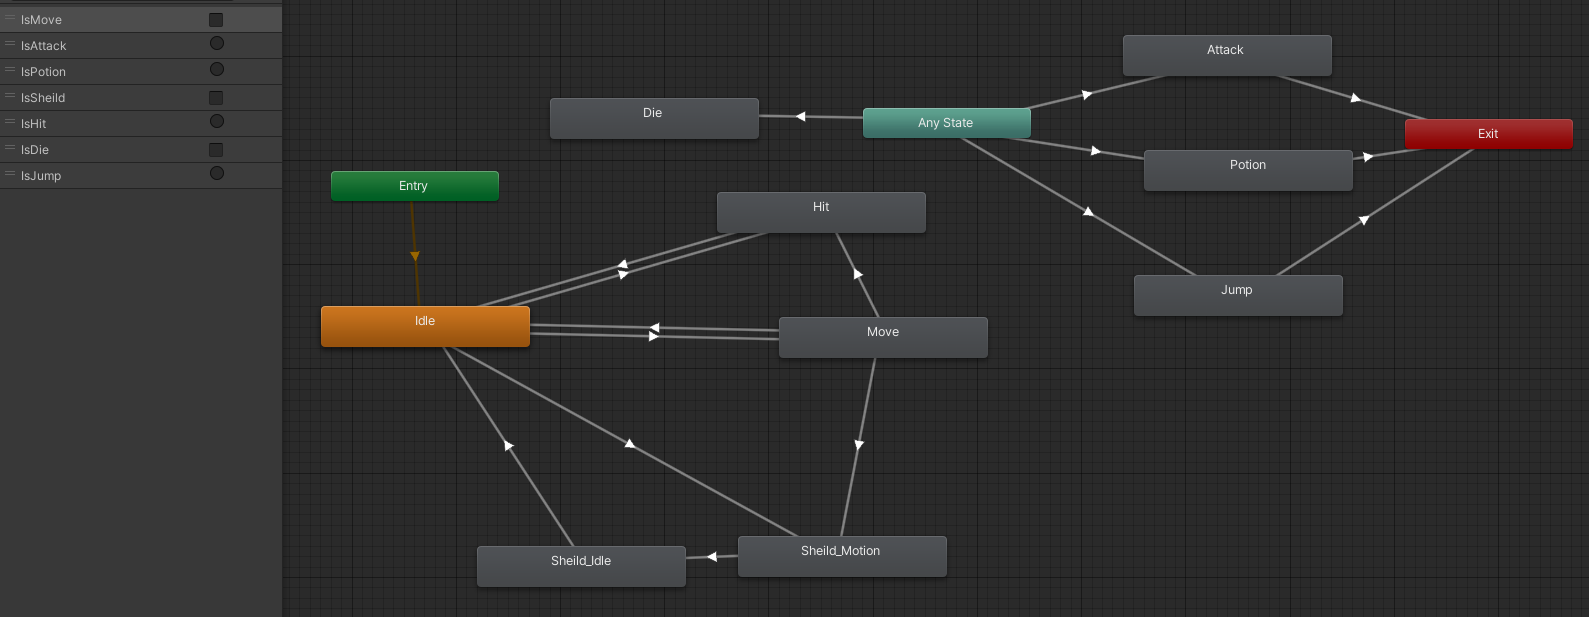 IsMove
IsAttack
IsPotion
IsSheild
IsHit
IsDie
IsJump
Attack
Die
Any State
Exit
Potion
Entry
Hit
Jump
Idle
Move
Sheild_Motion
Sheild_Idle